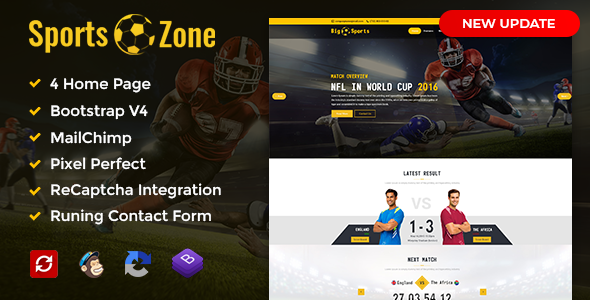 Sports Zone
NEW UPDATE
4 Home Page
Bootstrap V4
MailChimp
Pixel Perfect
ReCaptcha Integration
Runing Contact Form
Big Sports
MATCH OVERVIEW
NFL IN WORLD CUP 2016
LATEST RESULT
VS
1-3
ENGLAND
THE AFRICA
NEXT MATCH
England VS The Africa
27 03 54 12